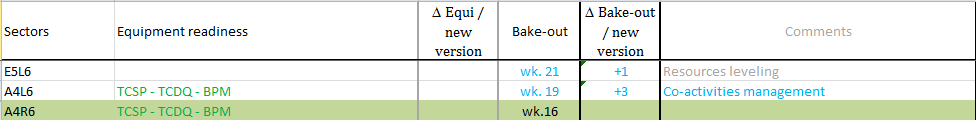 Sectors Equipment readiness Δ Equi / new version Bake-out Δ Bake-out / new version Comments
E5L6 wk. 21 +1 Resources leveling
A4L6 TCSP - TCDQ - BPM wk. 19 +3 Co-activities management
A4R6 TCSP - TCDQ - BPM wk.16